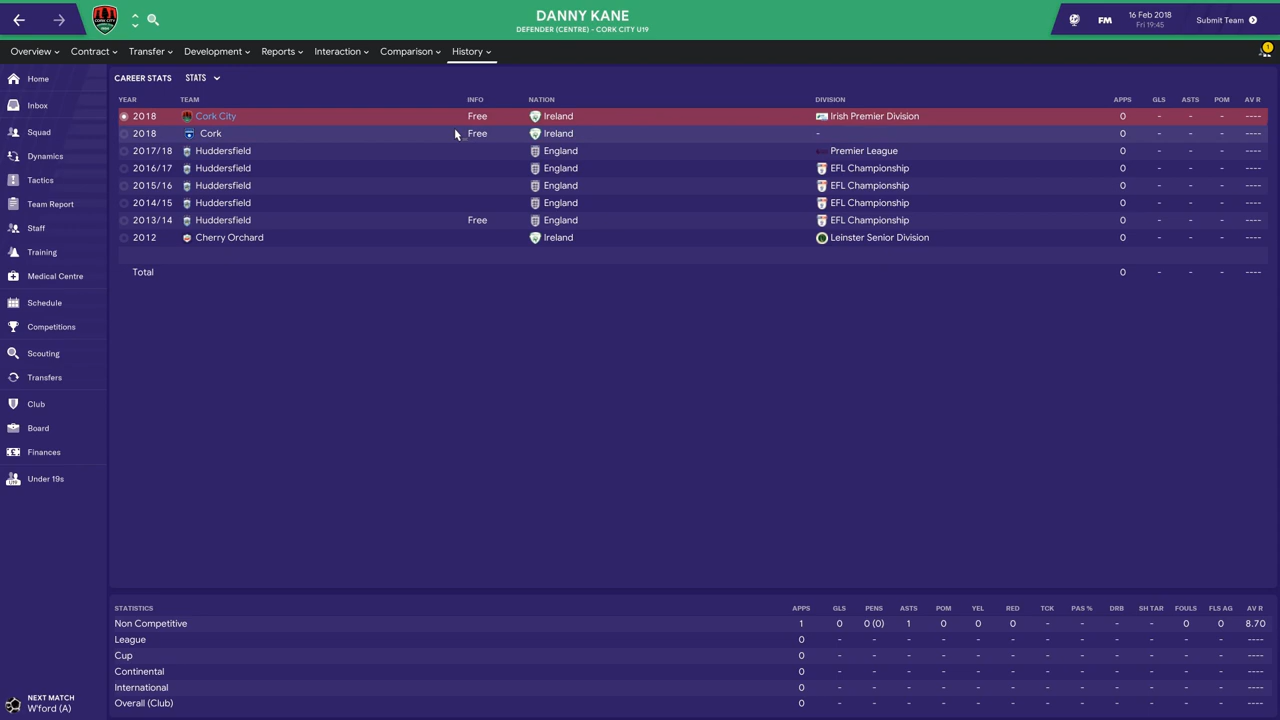 DANNY KANE
DEFENDER (CENTRE) - CORK CITY U19
FM
16 Feb 2018
Fri 19:45
Submit Team
1
Overview Contract Transfer Development Reports Interaction Comparison History
Home
Inbox
Squad
Dynamics
Tactics
Team Report
Staff
Training
Medical Centre
Schedule
Competitions
Scouting
Transfers
Club
Board
Finances
Under 19s
NEXT MATCH
W'ford (A)
CAREER STATS STATS
YEAR TEAM INFO NATION DIVISION APPS GLS ASTS POM AV R
2018 Cork City Free Ireland Irish Premier Division 0 - - - ----
2018 Cork Free Ireland - 0 - - - ----
2017/18 Huddersfield England Premier League 0 - - - ----
2016/17 Huddersfield England EFL Championship 0 - - - ----
2015/16 Huddersfield England EFL Championship 0 - - - ----
2014/15 Huddersfield England EFL Championship 0 - - - ----
2013/14 Huddersfield Free England EFL Championship 0 - - - ----
2012 Cherry Orchard Ireland Leinster Senior Division 0 - - - ----
Total 0 - - - ----
STATISTICS APPS GLS PENS ASTS POM YEL RED TCK PAS % DRB SH TAR FOULS FLS AG AV R
Non Competitive 1 0 0 (0) 1 0 0 0 - - - - 0 0 8.70
League 0 - - - - - - - - - - - - ----
Cup 0 - - - - - - - - - - - - ----
Continental 0 - - - - - - - - - - - - ----
International 0 - - - - - - - - - - - - ----
Overall (Club) 0 - - - - - - - - - - - - ----